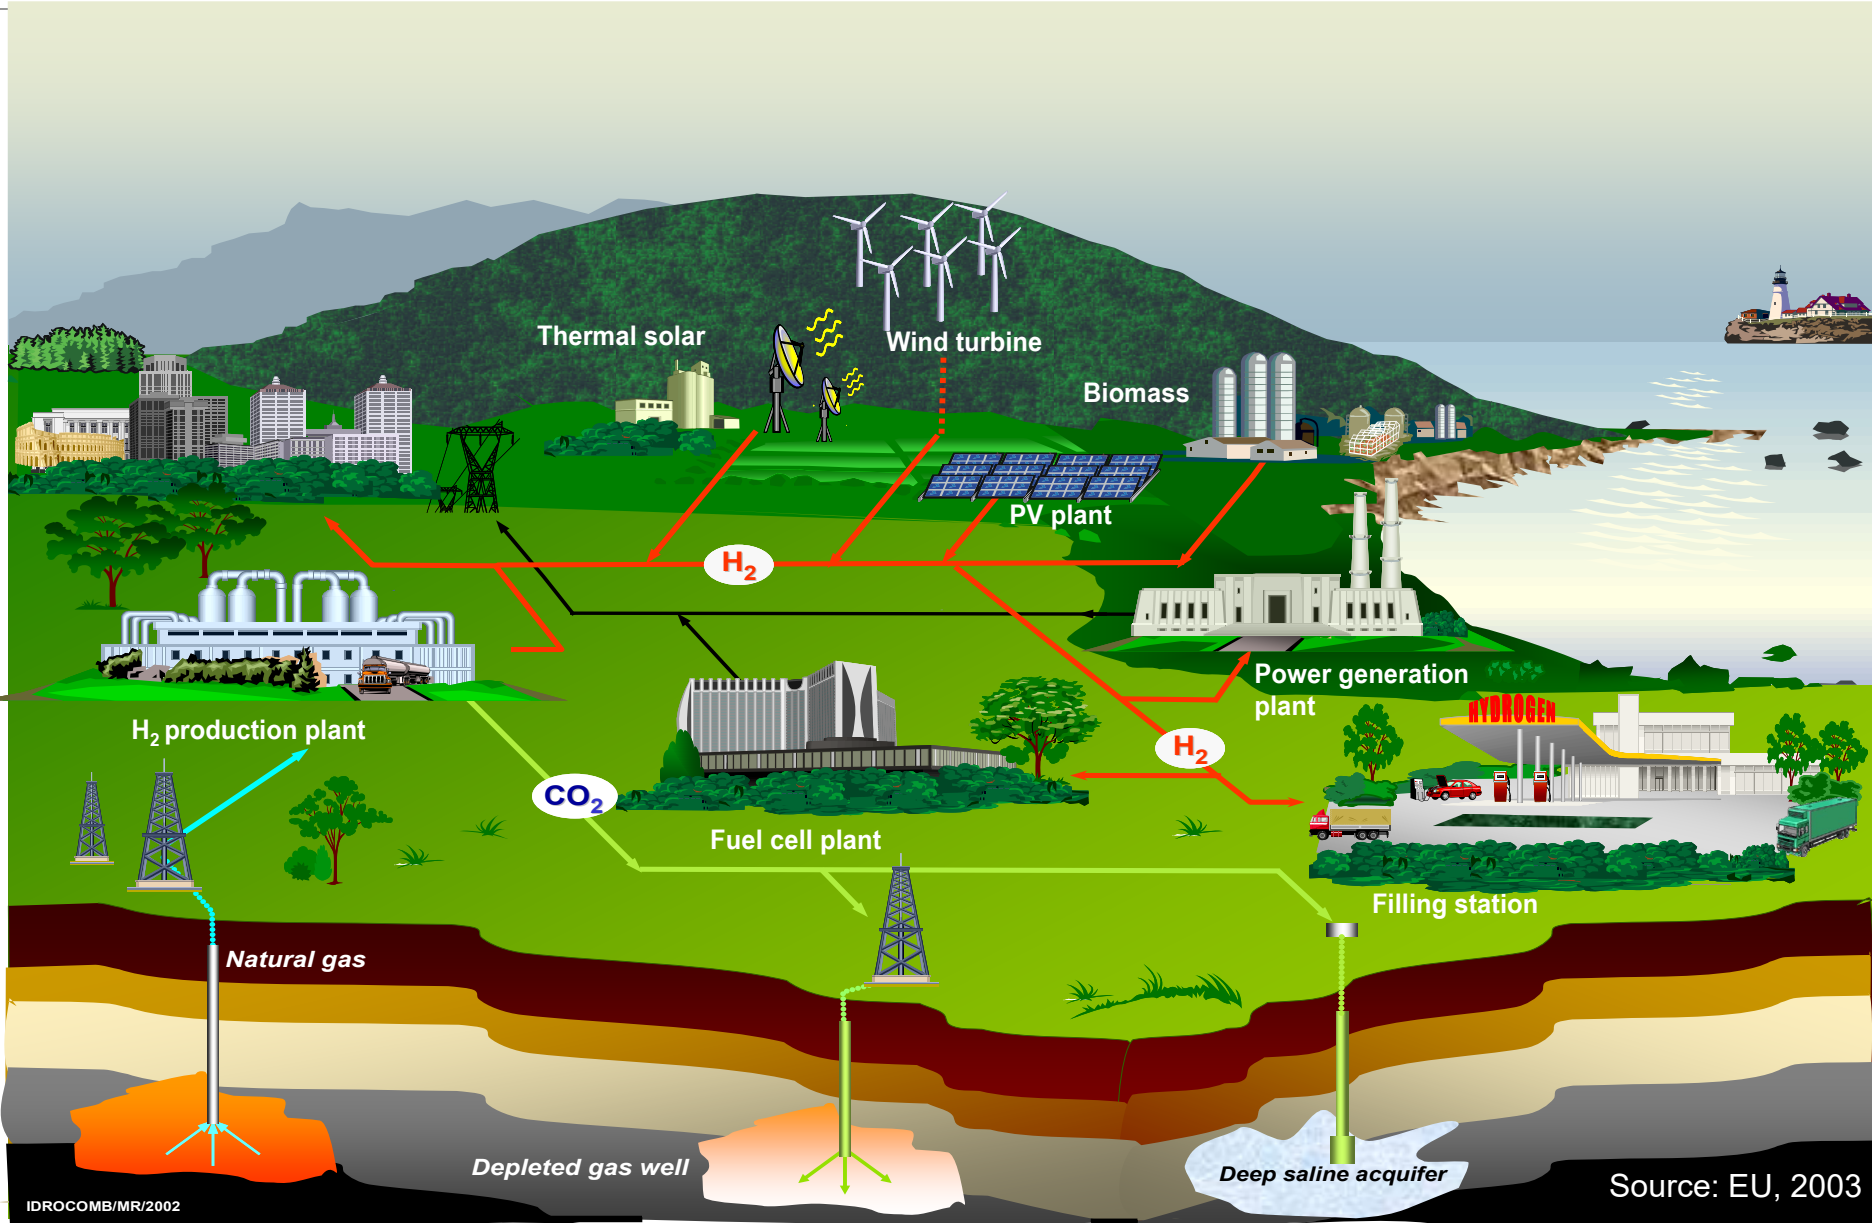 Thermal solar
Wind turbine
Biomass
PV plant
H2
Power generation
plant
HYDROGEN
H2 production plant
H2
CO2
Fuel cell plant
Filling station
Natural gas
Depleted gas well
Deep saline acquifer
Source: EU, 2003
IDROCOMB/MR/2002